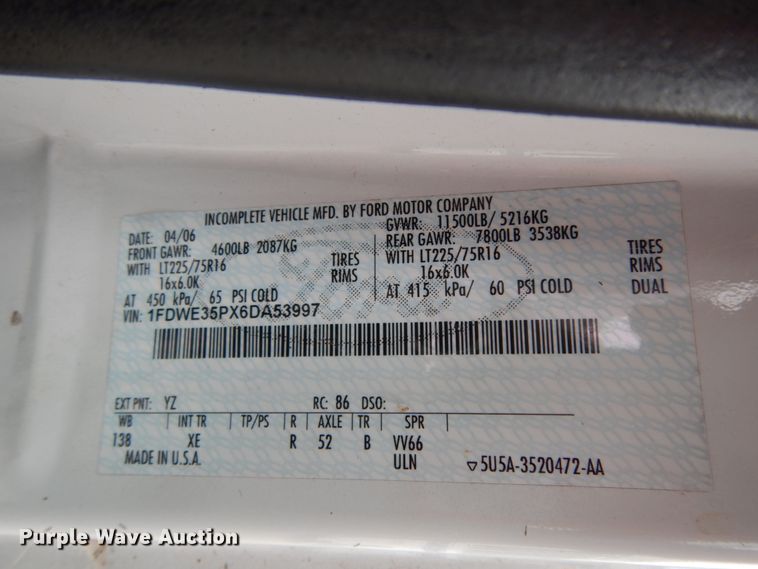 INCOMPLETE VEHICLE MFD. BY FORD MOTOR COMPANY
DATE: 04/06 GVWR: 11500LB/ 5216KG
FRONT GAWR: 4600LB 2087KG REAR GAWR: 7800LB 3538KG
WITH LT225/75R16 TIRES WITH LT225/75R16 TIRES
16x6.0K RIMS 16x6.0K RIMS
AT 450 kPa/ 65 PSI COLD AT 415 kPa/ 60 PSI COLD DUAL
VIN: 1FDWE35PX6DA53997
EXT PNT: YZ RC: 86 DSO:
WB INT TR TP/PS R AXLE TR SPR
138 XE R 52 B VV66
MADE IN U.S.A. ULN ▽5U5A-3520472-AA
Purple Wave Auction